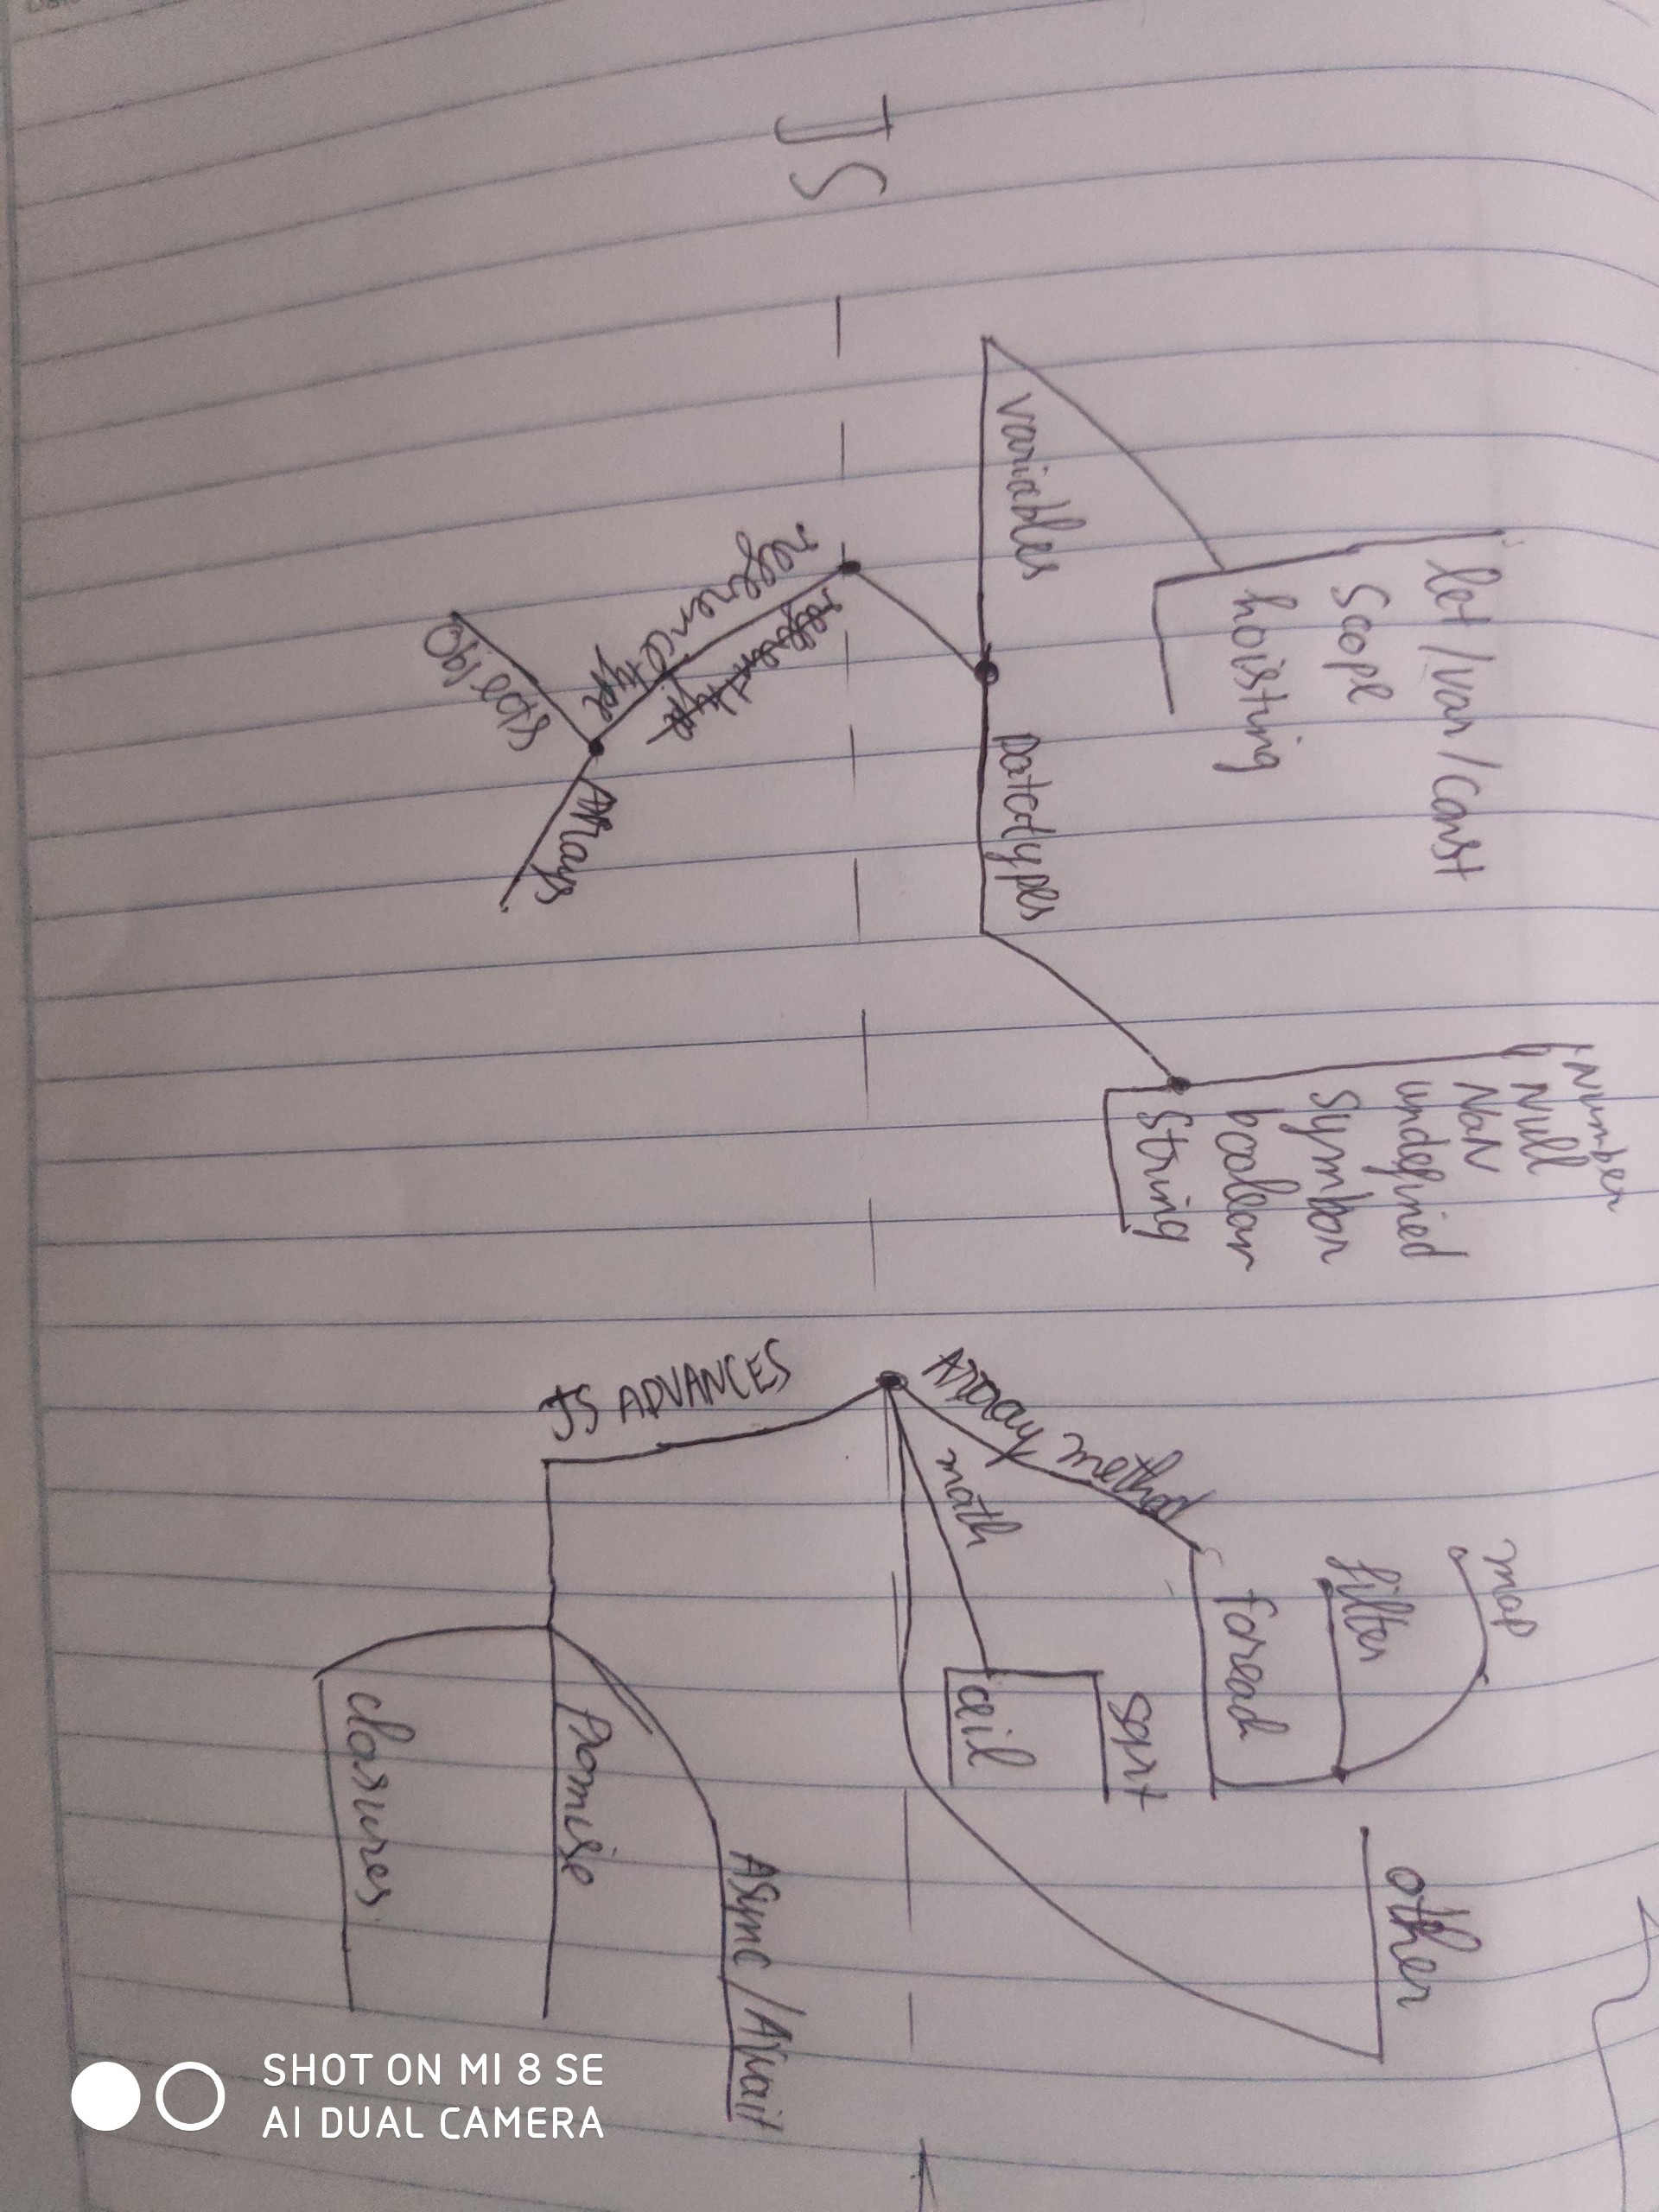 JS
let / var / const
Scope
hoisting
variables
Datatypes
Number
Null
NaN
undefined
Symbol
boolean
String
reference
type
Arrays
Array method
map
filter
foreach
math
sqrt
ceil
other
JS ADVANCES
Async / Await
Promise
closures
SHOT ON MI 8 SE
AI DUAL CAMERA